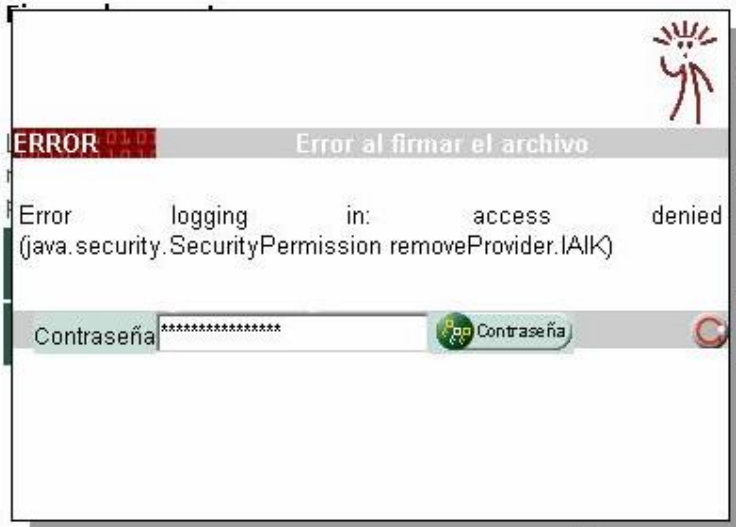 ERROR
Error al firmar el archivo
Error logging in: access denied
(java.security.SecurityPermission removeProvider.IAIK)
Contraseña
****************
Contraseña